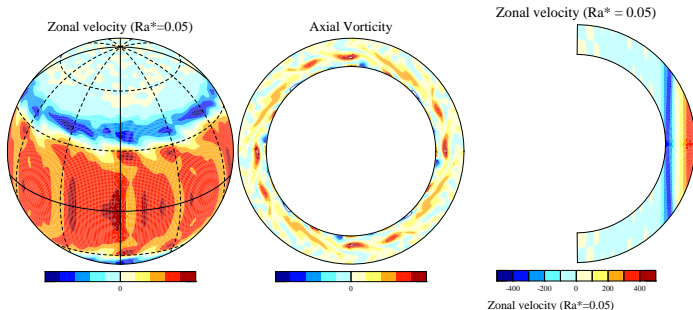 Zonal velocity (Ra*=0.05)
Axial Vorticity
Zonal velocity (Ra* = 0.05)
0
0
-400 -200 0 200 400
Zonal velocity (Ra*=0.05)